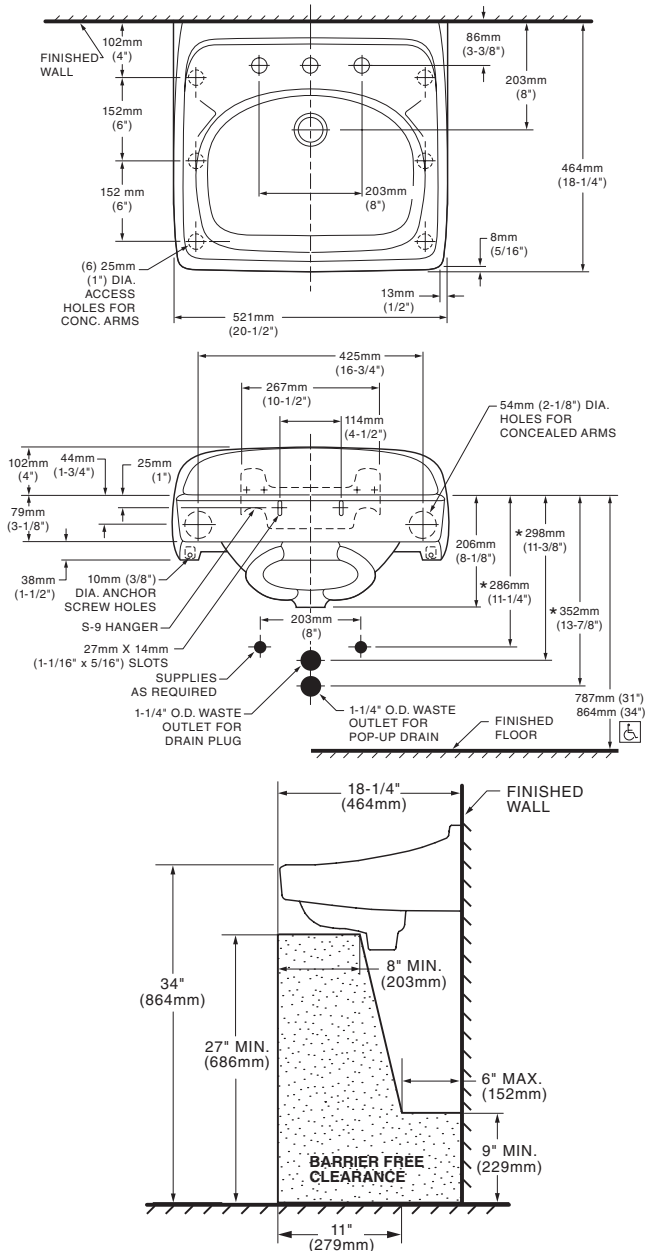 102mm
(4")
FINISHED
WALL
86mm
(3-3/8")
203mm
(8")
152mm
(6")
464mm
(18-1/4")
152 mm
(6")
203mm
(8")
8mm
(5/16")
(6) 25mm
(1") DIA.
ACCESS
HOLES FOR
CONC. ARMS
13mm
(1/2")
521mm
(20-1/2")
425mm
(16-3/4")
267mm
(10-1/2")
54mm (2-1/8") DIA.
HOLES FOR
CONCEALED ARMS
114mm
(4-1/2")
102mm
(4")
44mm
(1-3/4")
25mm
(1")
79mm
(3-1/8")
*298mm
(11-3/8")
206mm
(8-1/8")
*286mm
(11-1/4")
38mm
(1-1/2")
10mm (3/8")
DIA. ANCHOR
SCREW HOLES
*352mm
(13-7/8")
S-9 HANGER
203mm
(8")
27mm X 14mm
(1-1/16" x 5/16") SLOTS
SUPPLIES
AS REQUIRED
787mm (31")
864mm (34")
1-1/4" O.D. WASTE
OUTLET FOR
DRAIN PLUG
1-1/4" O.D. WASTE
OUTLET FOR
POP-UP DRAIN
FINISHED
FLOOR
18-1/4"
(464mm)
FINISHED
WALL
8" MIN.
(203mm)
34"
(864mm)
27" MIN.
(686mm)
6" MAX.
(152mm)
9" MIN.
(229mm)
BARRIER FREE
CLEARANCE
11"
(279mm)